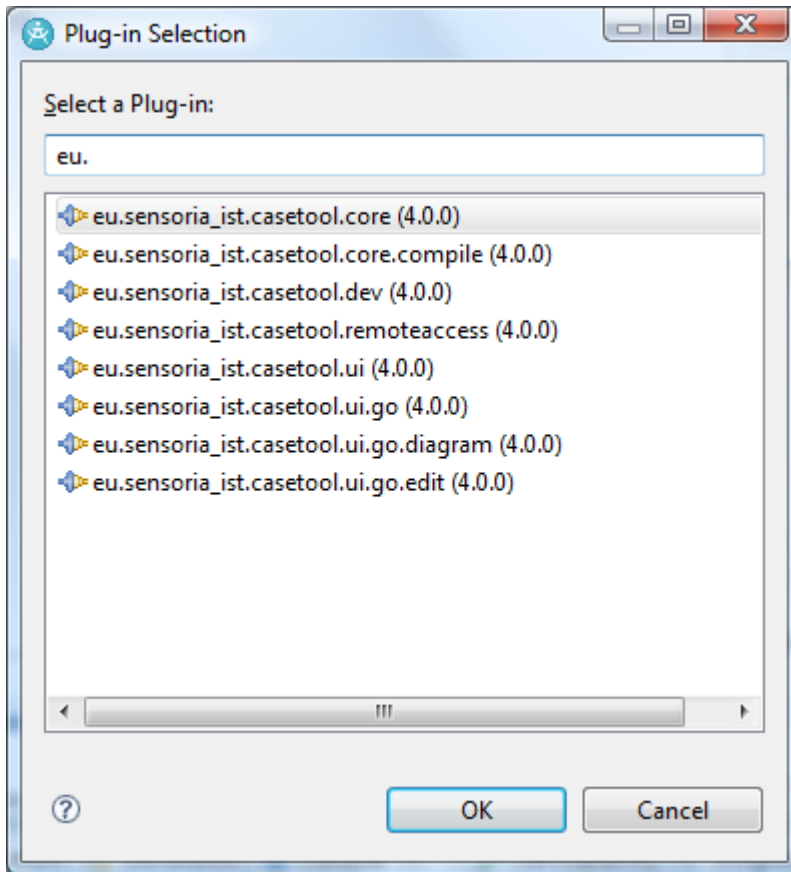 Plug-in Selection
Select a Plug-in:
eu.
eu.sensoria_ist.casetool.core (4.0.0)
eu.sensoria_ist.casetool.core.compile (4.0.0)
eu.sensoria_ist.casetool.dev (4.0.0)
eu.sensoria_ist.casetool.remoteaccess (4.0.0)
eu.sensoria_ist.casetool.ui (4.0.0)
eu.sensoria_ist.casetool.ui.go (4.0.0)
eu.sensoria_ist.casetool.ui.go.diagram (4.0.0)
eu.sensoria_ist.casetool.ui.go.edit (4.0.0)
OK Cancel